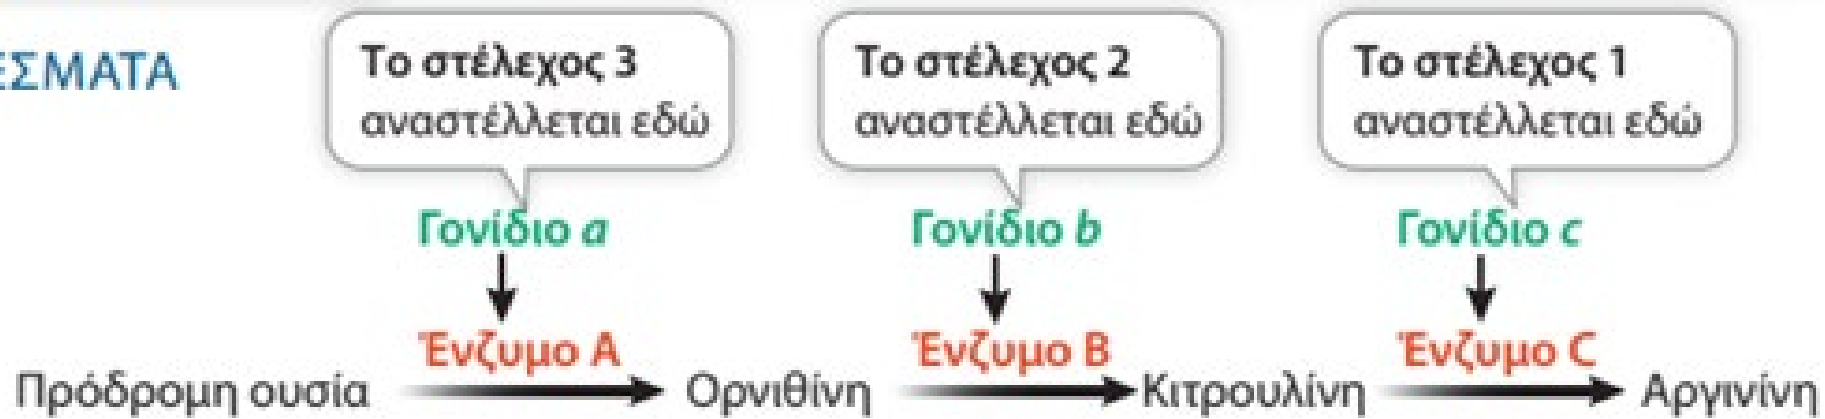 ΕΣΜΑΤΑ
Το στέλεχος 3
αναστέλλεται εδώ
Το στέλεχος 2
αναστέλλεται εδώ
Το στέλεχος 1
αναστέλλεται εδώ
Γονίδιο a
Γονίδιο b
Γονίδιο c
Ένζυμο A
Ένζυμο B
Ένζυμο C
Πρόδρομη ουσία
Ορνιθίνη
Κιτρουλίνη
Αργινίνη